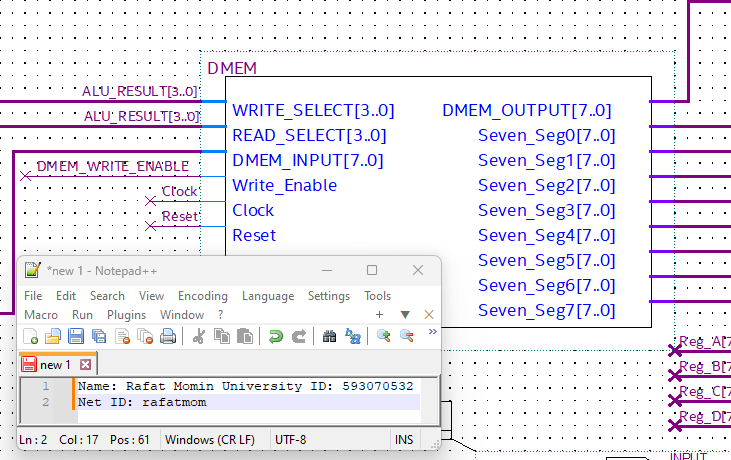 DMEM
ALU_RESULT[3..0]
ALU_RESULT[3..0]
DMEM_WRITE_ENABLE
Clock
Reset
WRITE_SELECT[3..0]
READ_SELECT[3..0]
DMEM_INPUT[7..0]
Write_Enable
Clock
Reset
DMEM_OUTPUT[7..0]
Seven_Seg0[7..0]
Seven_Seg1[7..0]
Seven_Seg2[7..0]
Seven_Seg3[7..0]
Seven_Seg4[7..0]
Seven_Seg5[7..0]
Seven_Seg6[7..0]
Seven_Seg7[7..0]
*new 1 - Notepad++
File Edit Search View Encoding Language Settings Tools
Macro Run Plugins Window ? + ▼ ×
new 1
1 Name: Rafat Momin University ID: 593070532
2 Net ID: rafatmom
Ln : 2 Col : 17 Pos : 61 Windows (CR LF) UTF-8 INS
Reg_A[7
Reg_B[7
Reg_C[7
Reg_D[7
INPUT